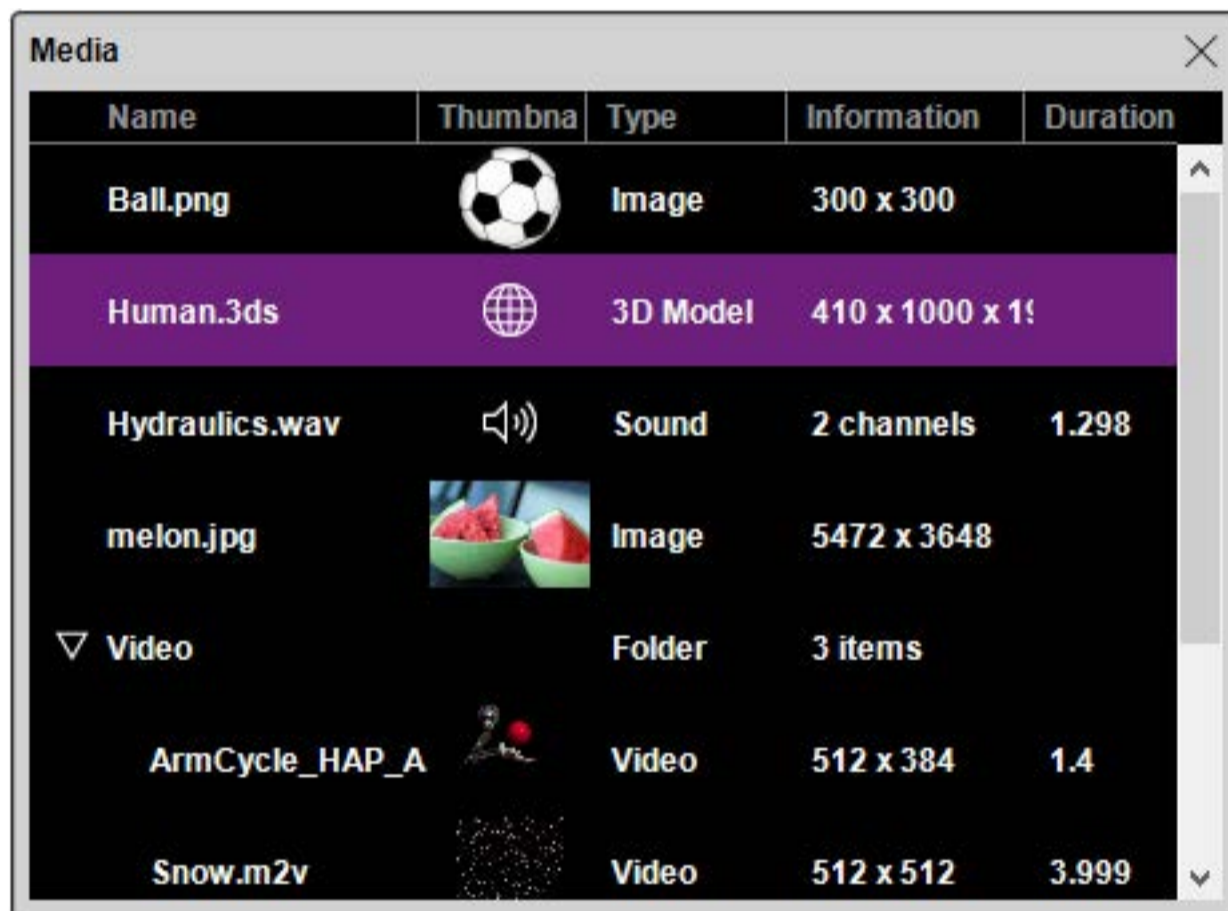 Media
Name Thumbna Type Information Duration
Ball.png Image 300 x 300
Human.3ds 3D Model 410 x 1000 x 19
Hydraulics.wav Sound 2 channels 1.298
melon.jpg Image 5472 x 3648
Video Folder 3 items
ArmCycle_HAP_A Video 512 x 384 1.4
Snow.m2v Video 512 x 512 3.999